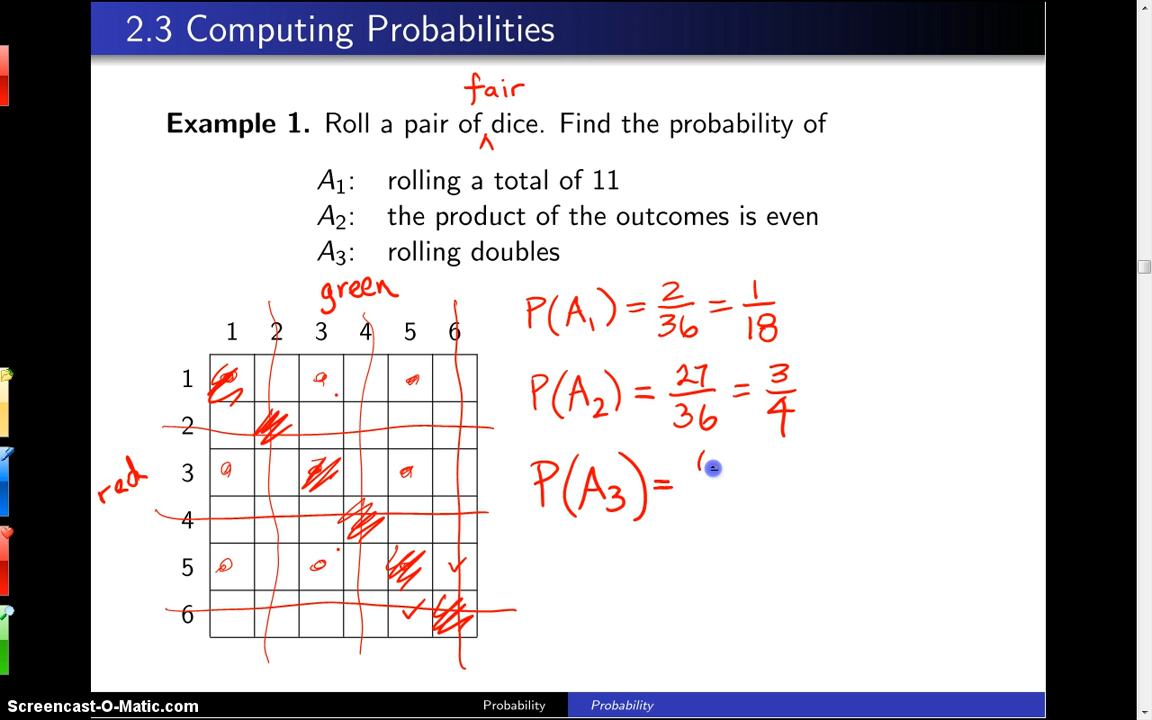 2.3 Computing Probabilities
fair
Example 1. Roll a pair of ^ dice. Find the probability of
A₁: rolling a total of 11
A₂: the product of the outcomes is even
A₃: rolling doubles
green
1 2 3 4 5 6
1
2
3
4
5
6
red
P(A₁) = 2/36 = 1/18
P(A₂) = 27/36 = 3/4
P(A₃) =
Screencast-O-Matic.com
Probability Probability